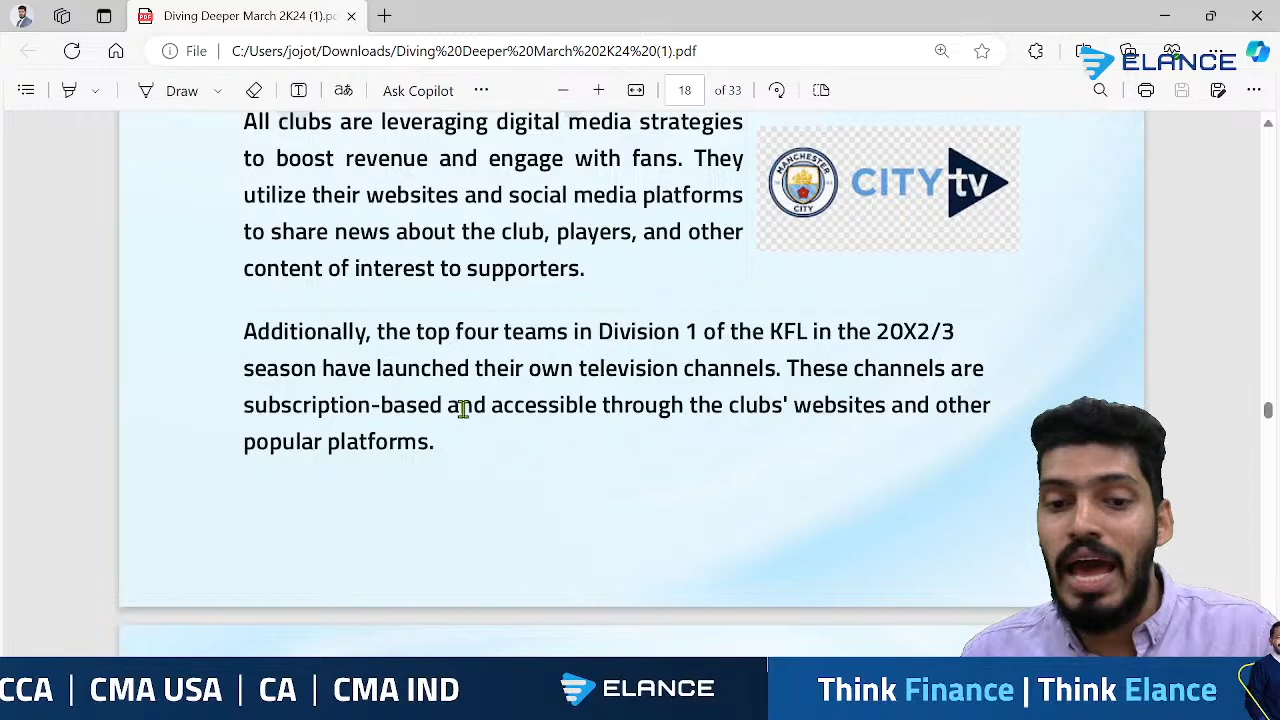 Diving Deeper March 2K24 (1).pd
File
C:/Users/jojot/Downloads/Diving%20Deeper%20March%202K24%20(1).pdf
ELANCE
Draw
Ask Copilot
18
of 33
All clubs are leveraging digital media strategies
to boost revenue and engage with fans. They
utilize their websites and social media platforms
to share news about the club, players, and other
content of interest to supporters.
MANCHESTER
CITY
CITY tv
Additionally, the top four teams in Division 1 of the KFL in the 20X2/3
season have launched their own television channels. These channels are
subscription-based and accessible through the clubs' websites and other
popular platforms.
CCA | CMA USA | CA | CMA IND
ELANCE
Think Finance | Think Elance